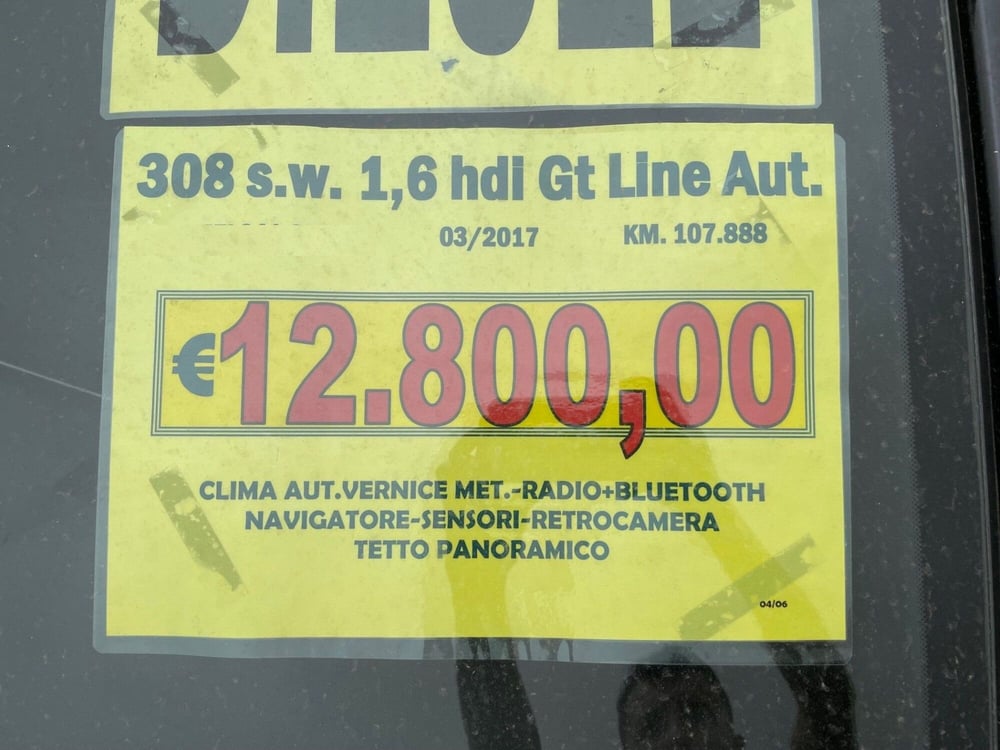 308 s.w. 1,6 hdi Gt Line Aut.
03/2017 KM. 107.888
€12.800,00
CLIMA AUT.VERNICE MET.-RADIO+BLUETOOTH
NAVIGATORE-SENSORI-RETROCAMERA
TETTO PANORAMICO
04/06